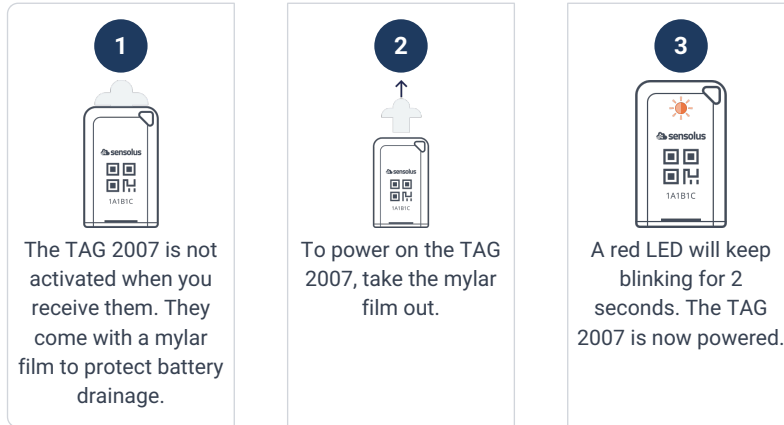 1
sensolus
1A1B1C
The TAG 2007 is not
activated when you
receive them. They
come with a mylar
film to protect battery
drainage.
2
sensolus
1A1B1C
To power on the TAG
2007, take the mylar
film out.
3
sensolus
1A1B1C
A red LED will keep
blinking for 2
seconds. The TAG
2007 is now powered.